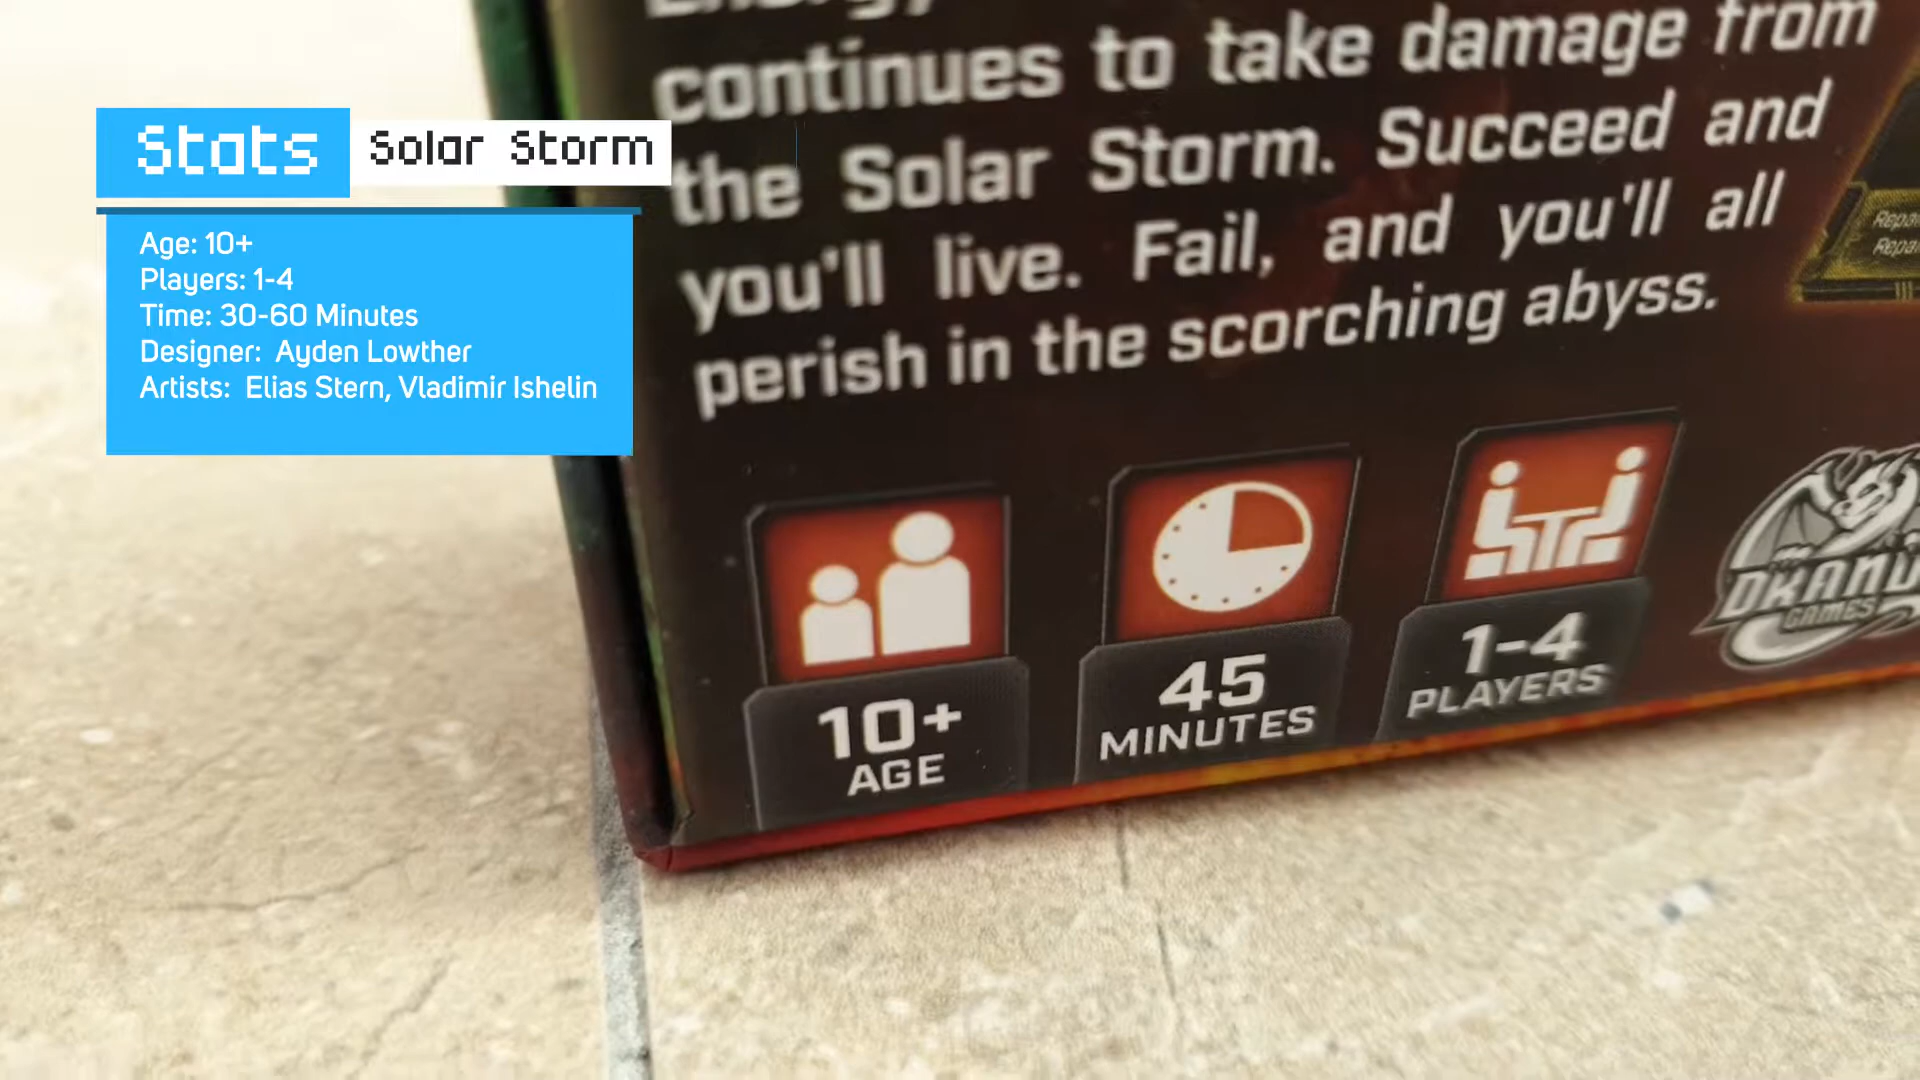 Stats
Solar Storm
Age: 10+
Players: 1-4
Time: 30-60 Minutes
Designer: Ayden Lowther
Artists: Elias Stern, Vladimir Ishelin
continues to take damage from
the Solar Storm. Succeed and
you'll live. Fail, and you'll all
perish in the scorching abyss.
10+
AGE
45
MINUTES
1-4
PLAYERS
GAMES